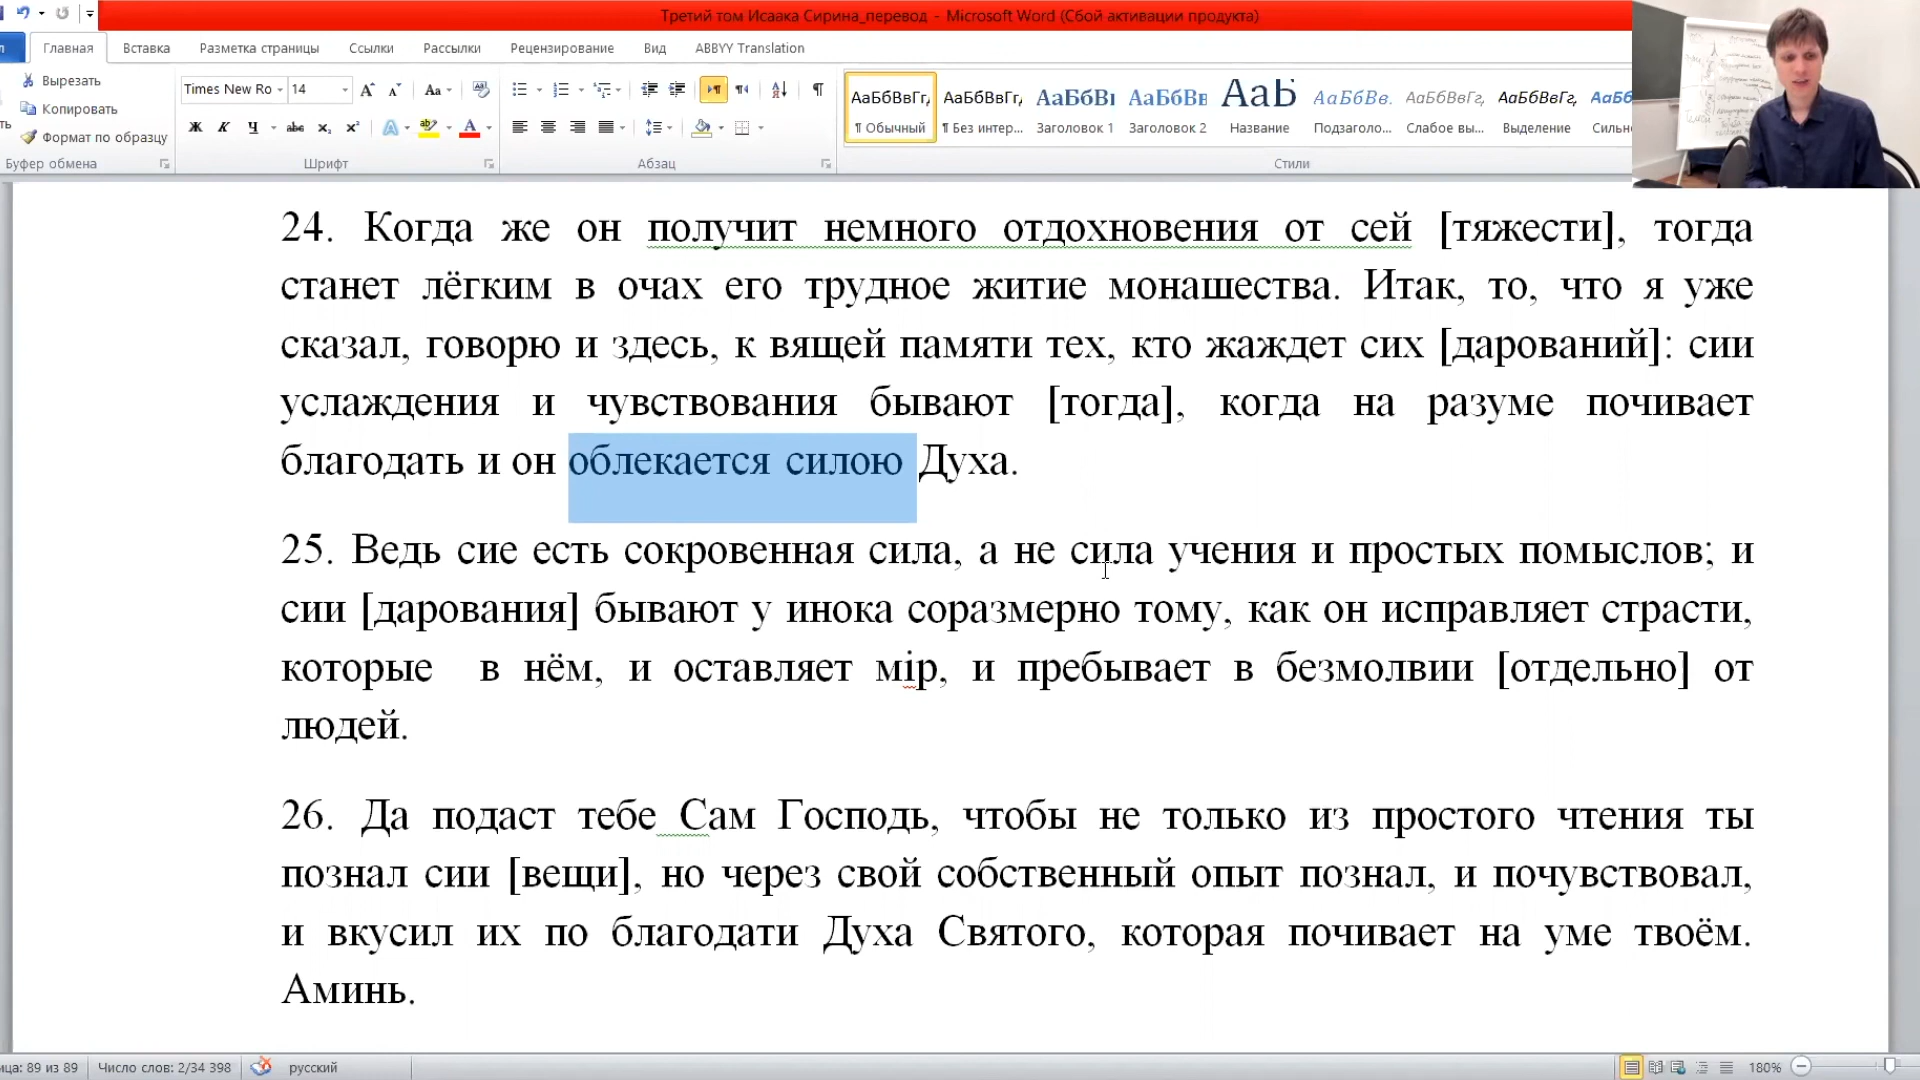 Третий том Исаака Сирина_перевод - Microsoft Word (Сбой активации продукта)
Главная Вставка Разметка страницы Ссылки Рассылки Рецензирование Вид ABBYY Translation
Вырезать
Копировать
Формат по образцу
Буфер обмена
Times New Ro 14
Шрифт
Абзац
АаБбВвГг, АаБбВвГг, АаБбВı АаБбВв АаБ АаБбВв. АаБбВвГг, АаБбВвГг, АаБб
¶ Обычный ¶ Без интер... Заголовок 1 Заголовок 2 Название Подзаголо... Слабое вы... Выделение Сильн
Стили
24. Когда же он получит немного отдохновения от сей [тяжести], тогда
станет лёгким в очах его трудное житие монашества. Итак, то, что я уже
сказал, говорю и здесь, к вящей памяти тех, кто жаждет сих [дарований]: сии
услаждения и чувствования бывают [тогда], когда на разуме почивает
благодать и он облекается силою Духа.
25. Ведь сие есть сокровенная сила, а не сила учения и простых помыслов; и
сии [дарования] бывают у инока соразмерно тому, как он исправляет страсти,
которые в нём, и оставляет мір, и пребывает в безмолвии [отдельно] от
людей.
26. Да подаст тебе Сам Господь, чтобы не только из простого чтения ты
познал сии [вещи], но через свой собственный опыт познал, и почувствовал,
и вкусил их по благодати Духа Святого, которая почивает на уме твоём.
Аминь.
ица: 89 из 89 Число слов: 2/34 398 русский 180%